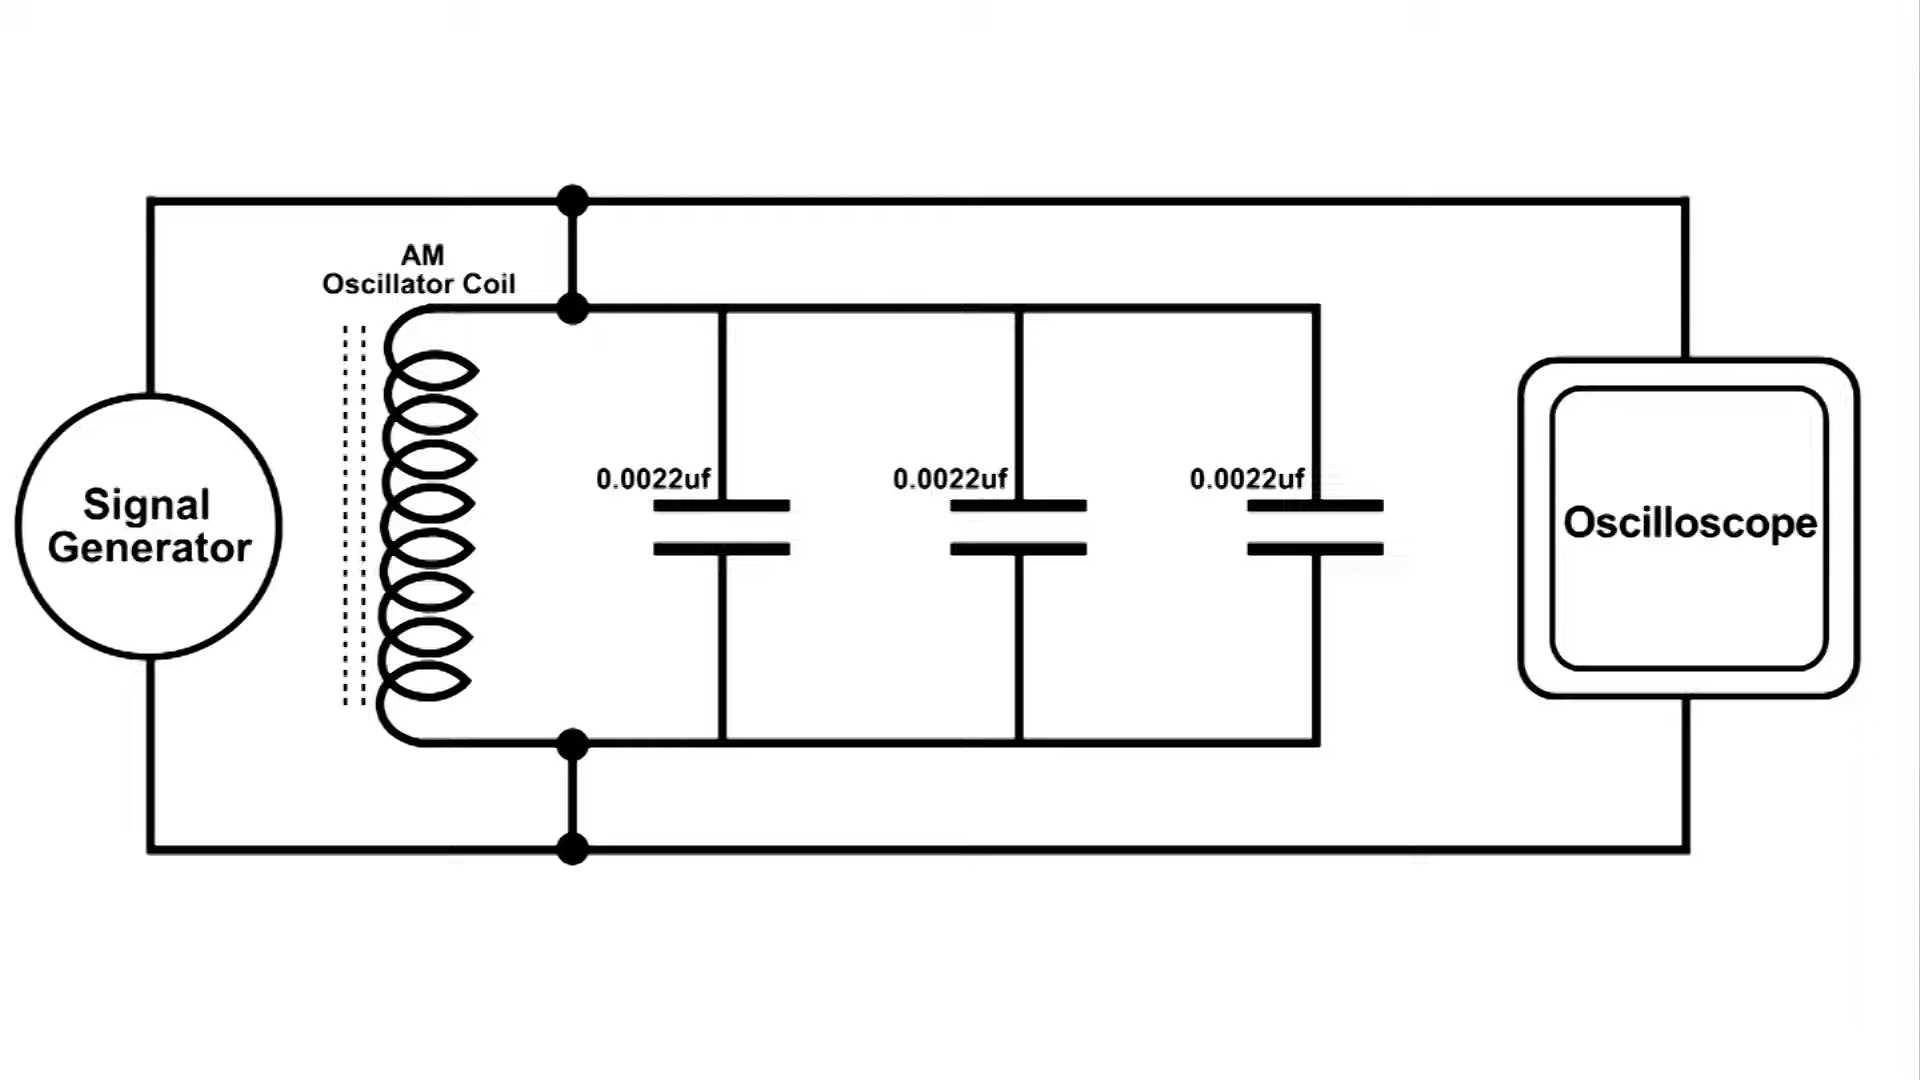 AM
Oscillator Coil
Signal
Generator
0.0022uf
0.0022uf
0.0022uf
Oscilloscope